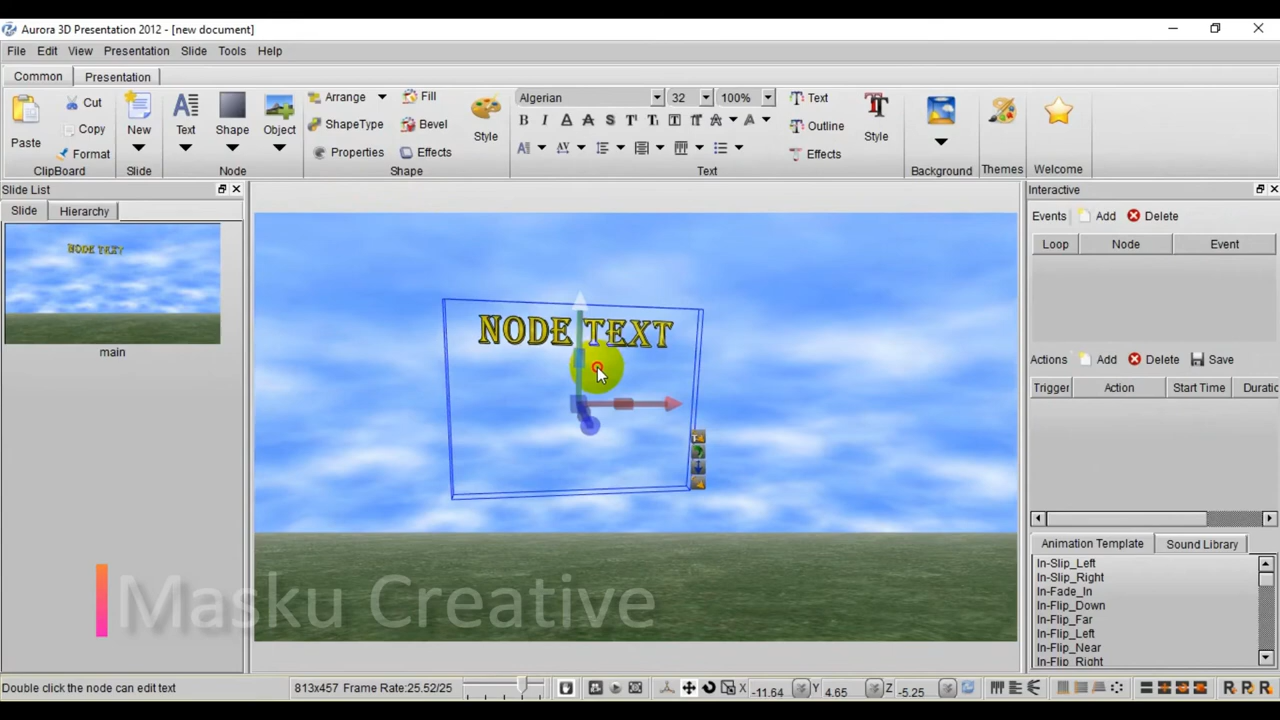 Aurora 3D Presentation 2012 - [new document]
File Edit View Presentation Slide Tools Help
Common Presentation
Paste Cut Copy Format ClipBoard
New Slide
Text Shape Object Node
Arrange ShapeType Properties Fill Bevel Effects Style Shape
Algerian 32 100% Text Outline Effects Style Text
Background
Themes
Welcome
Slide List
Slide Hierarchy
NODE TEXT
main
NODE TEXT
Masku Creative
Interactive
Events Add Delete
Loop Node Event
Actions Add Delete Save
Trigger Action Start Time Duratic
Animation Template Sound Library
In-Slip_Left
In-Slip_Right
In-Fade_In
In-Flip_Down
In-Flip_Far
In-Flip_Left
In-Flip_Near
In-Flip_Right
Double click the node can edit text 813x457 Frame Rate:25.52/25 X -11.64 Y 4.65 Z -5.25